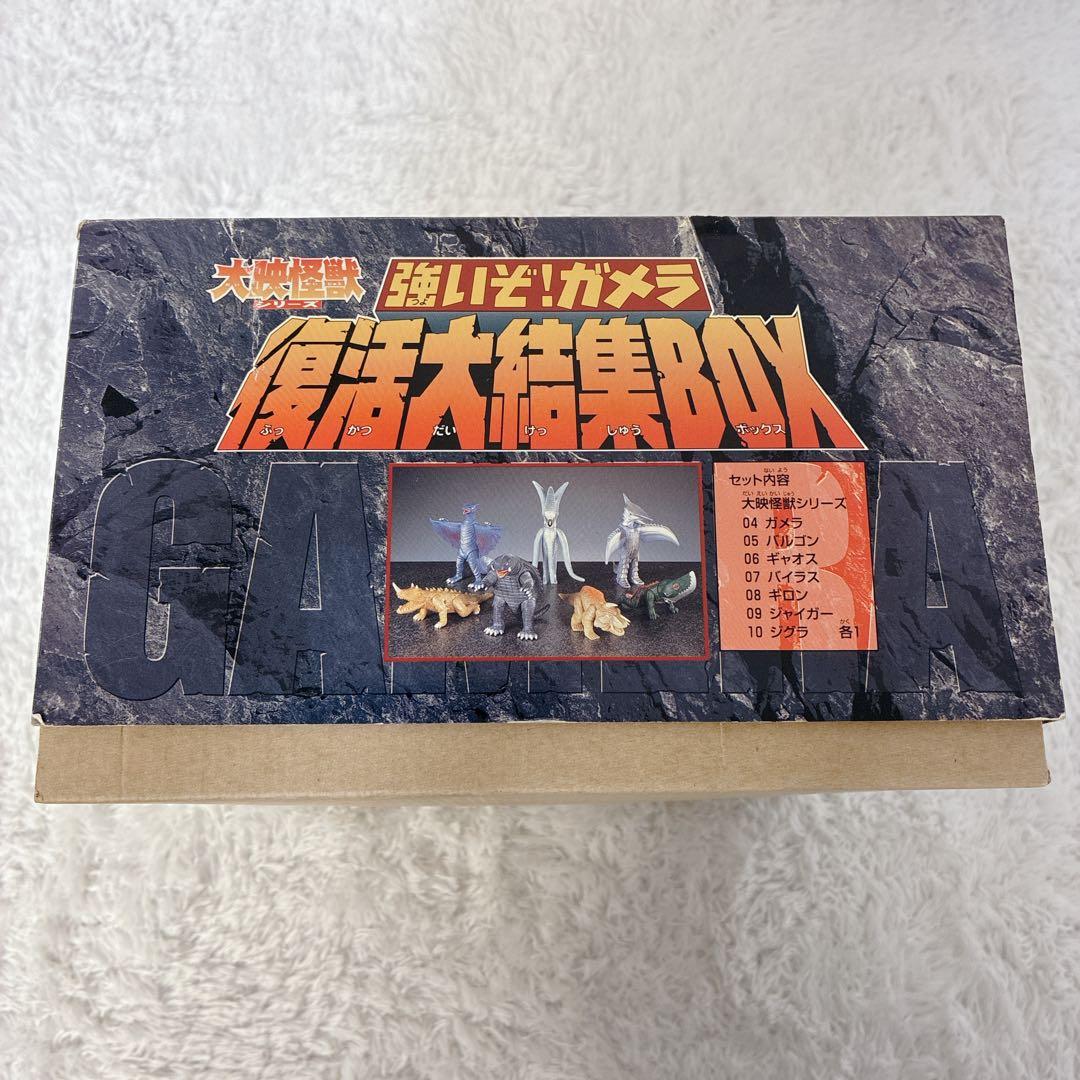 大映怪獣
シリーズ
強いぞ!ガメラ
つよ
復活大結集BOX
ふっ かつ だい けっ しゅう ボックス
GAMERA
ない よう
セット内容
だい えい かい じゅう
大映怪獣シリーズ
04 ガメラ
05 バルゴン
06 ギャオス
07 バイラス
08 ギロン
09 ジャイガー
かく
10 ジグラ 各1